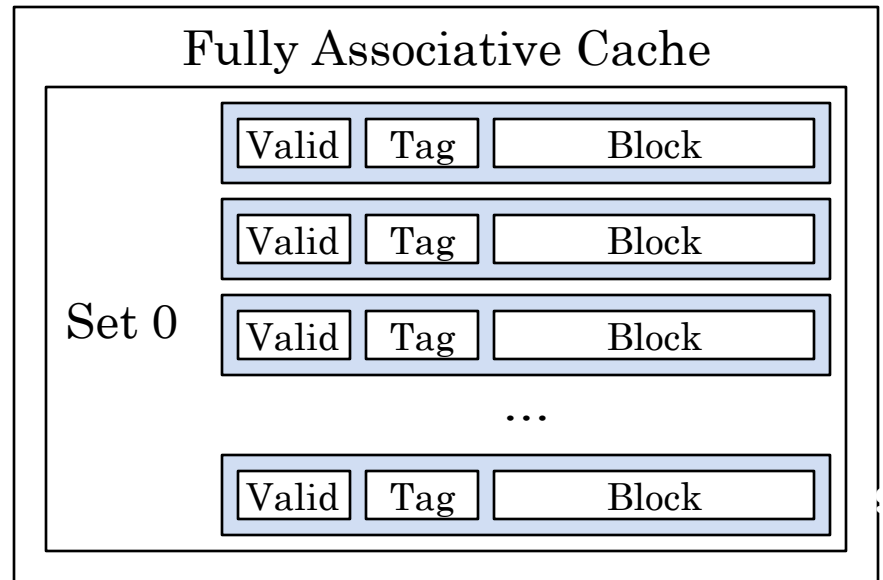 Fully Associative Cache
Valid Tag Block
Valid Tag Block
Set 0
Valid Tag Block
...
Valid Tag Block